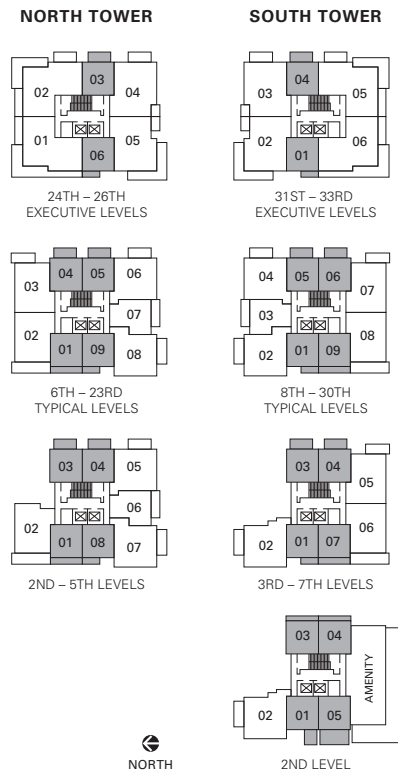 NORTH TOWER
SOUTH TOWER
03
02
04
01
05
06
24TH – 26TH
EXECUTIVE LEVELS
04
03
05
02
06
01
31ST – 33RD
EXECUTIVE LEVELS
04 05 06
03
07
02
01 09 08
6TH – 23RD
TYPICAL LEVELS
04 05 06
07
03
02 01 09 08
8TH – 30TH
TYPICAL LEVELS
03 04 05
06
02
01 08 07
2ND – 5TH LEVELS
03 04
05
06
02 01 07
3RD – 7TH LEVELS
03 04
AMENITY
02 01 05
2ND LEVEL
NORTH